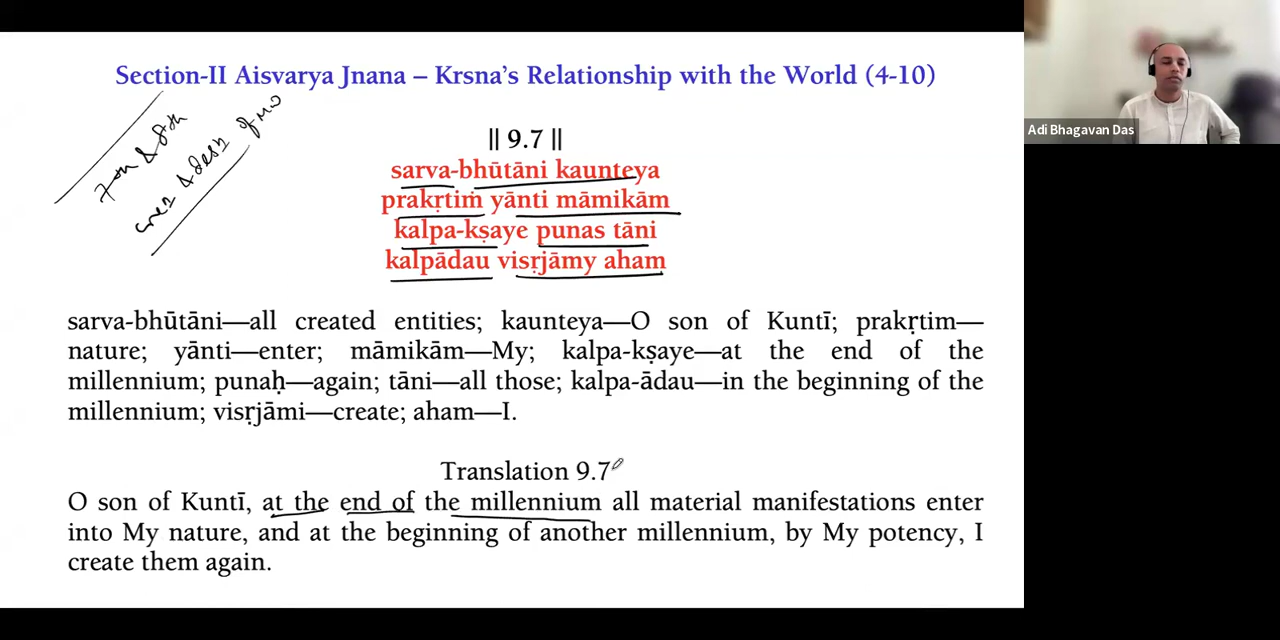 Section-II Aisvarya Jnana – Krsna's Relationship with the World (4-10)
|| 9.7 ||
sarva-bhūtāni kaunteya
prakṛtiṁ yānti māmikām
kalpa-kṣaye punas tāni
kalpādau visṛjāmy aham
sarva-bhūtāni—all created entities; kaunteya—O son of Kuntī; prakṛtim—
nature; yānti—enter; māmikām—My; kalpa-kṣaye—at the end of the
millennium; punaḥ—again; tāni—all those; kalpa-ādau—in the beginning of the
millennium; visṛjāmi—create; aham—I.
Translation 9.7
O son of Kuntī, at the end of the millennium all material manifestations enter
into My nature, and at the beginning of another millennium, by My potency, I
create them again.
Adi Bhagavan Das